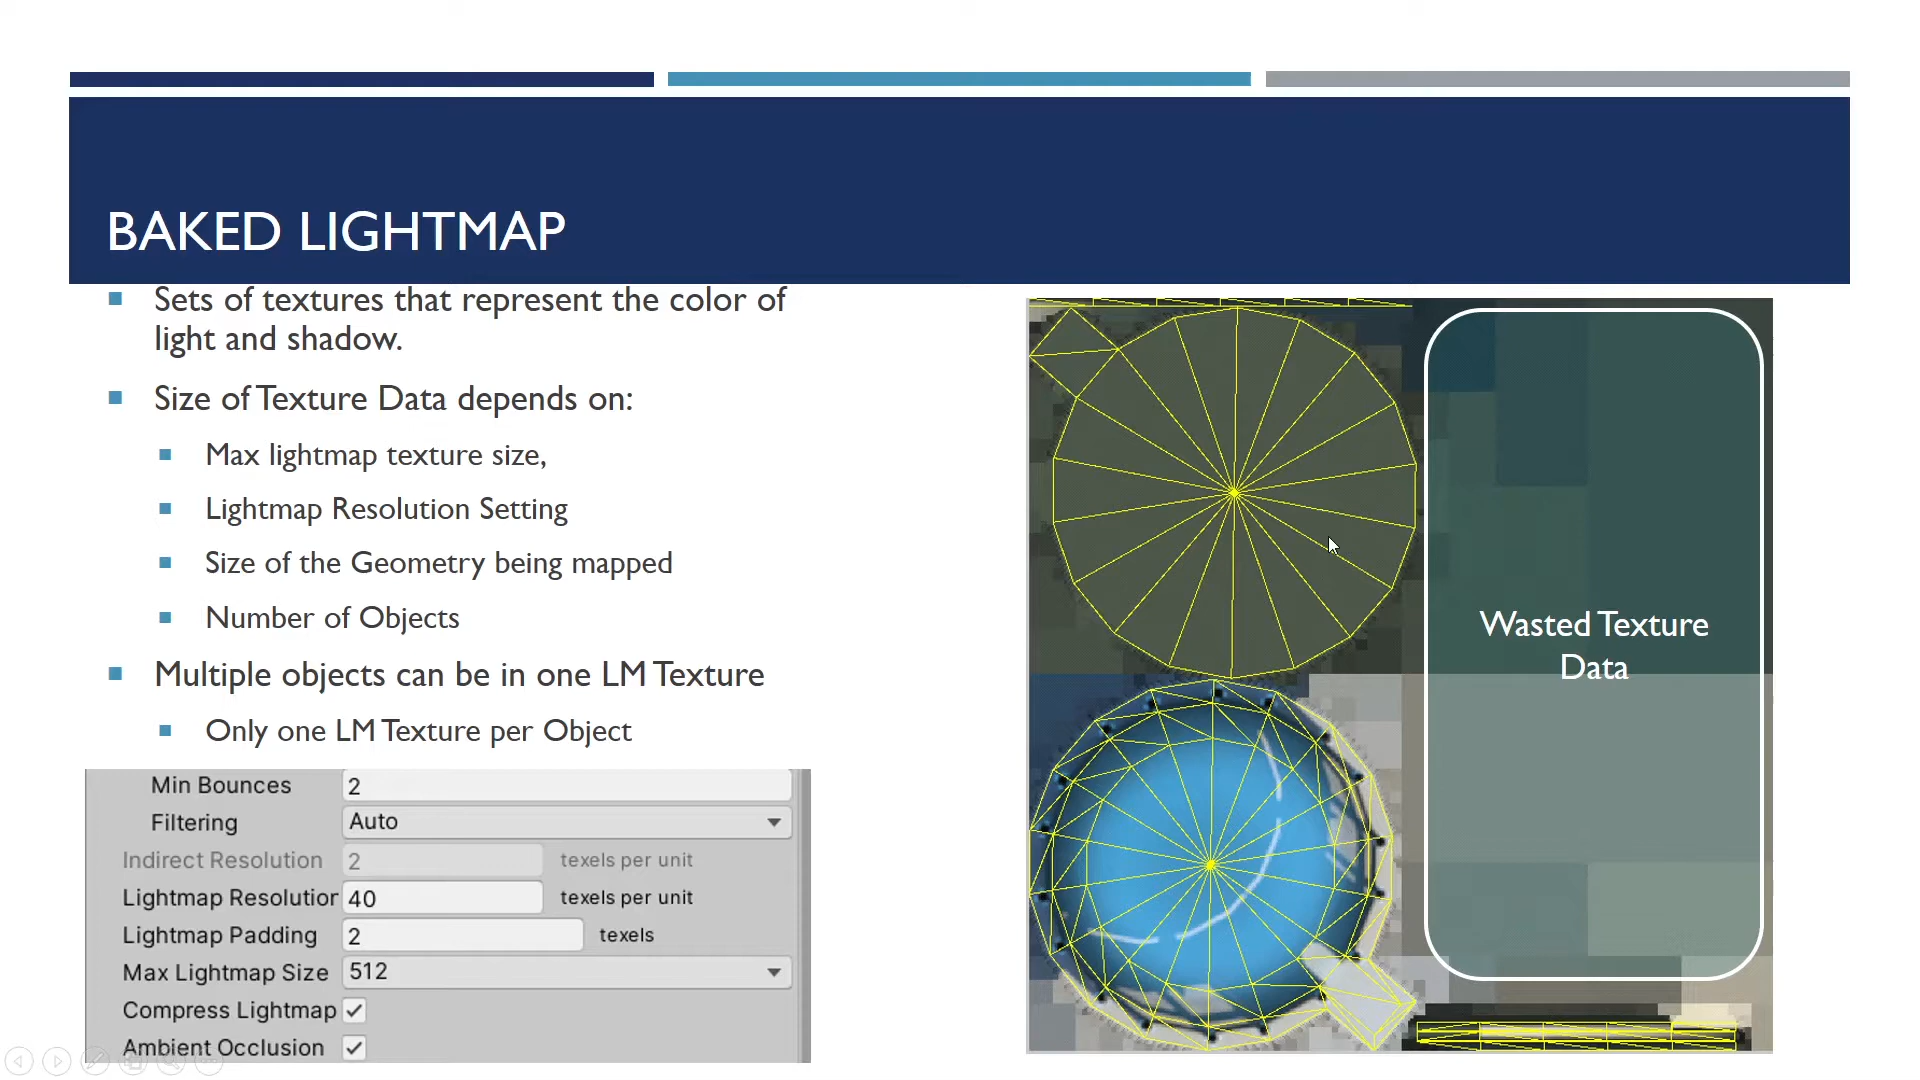 BAKED LIGHTMAP
Sets of textures that represent the color of
light and shadow.
Size of Texture Data depends on:
Max lightmap texture size,
Lightmap Resolution Setting
Size of the Geometry being mapped
Number of Objects
Multiple objects can be in one LM Texture
Only one LM Texture per Object
Min Bounces 2
Filtering Auto
Indirect Resolution 2 texels per unit
Lightmap Resolution 40 texels per unit
Lightmap Padding 2 texels
Max Lightmap Size 512
Compress Lightmap
Ambient Occlusion
Wasted Texture
Data